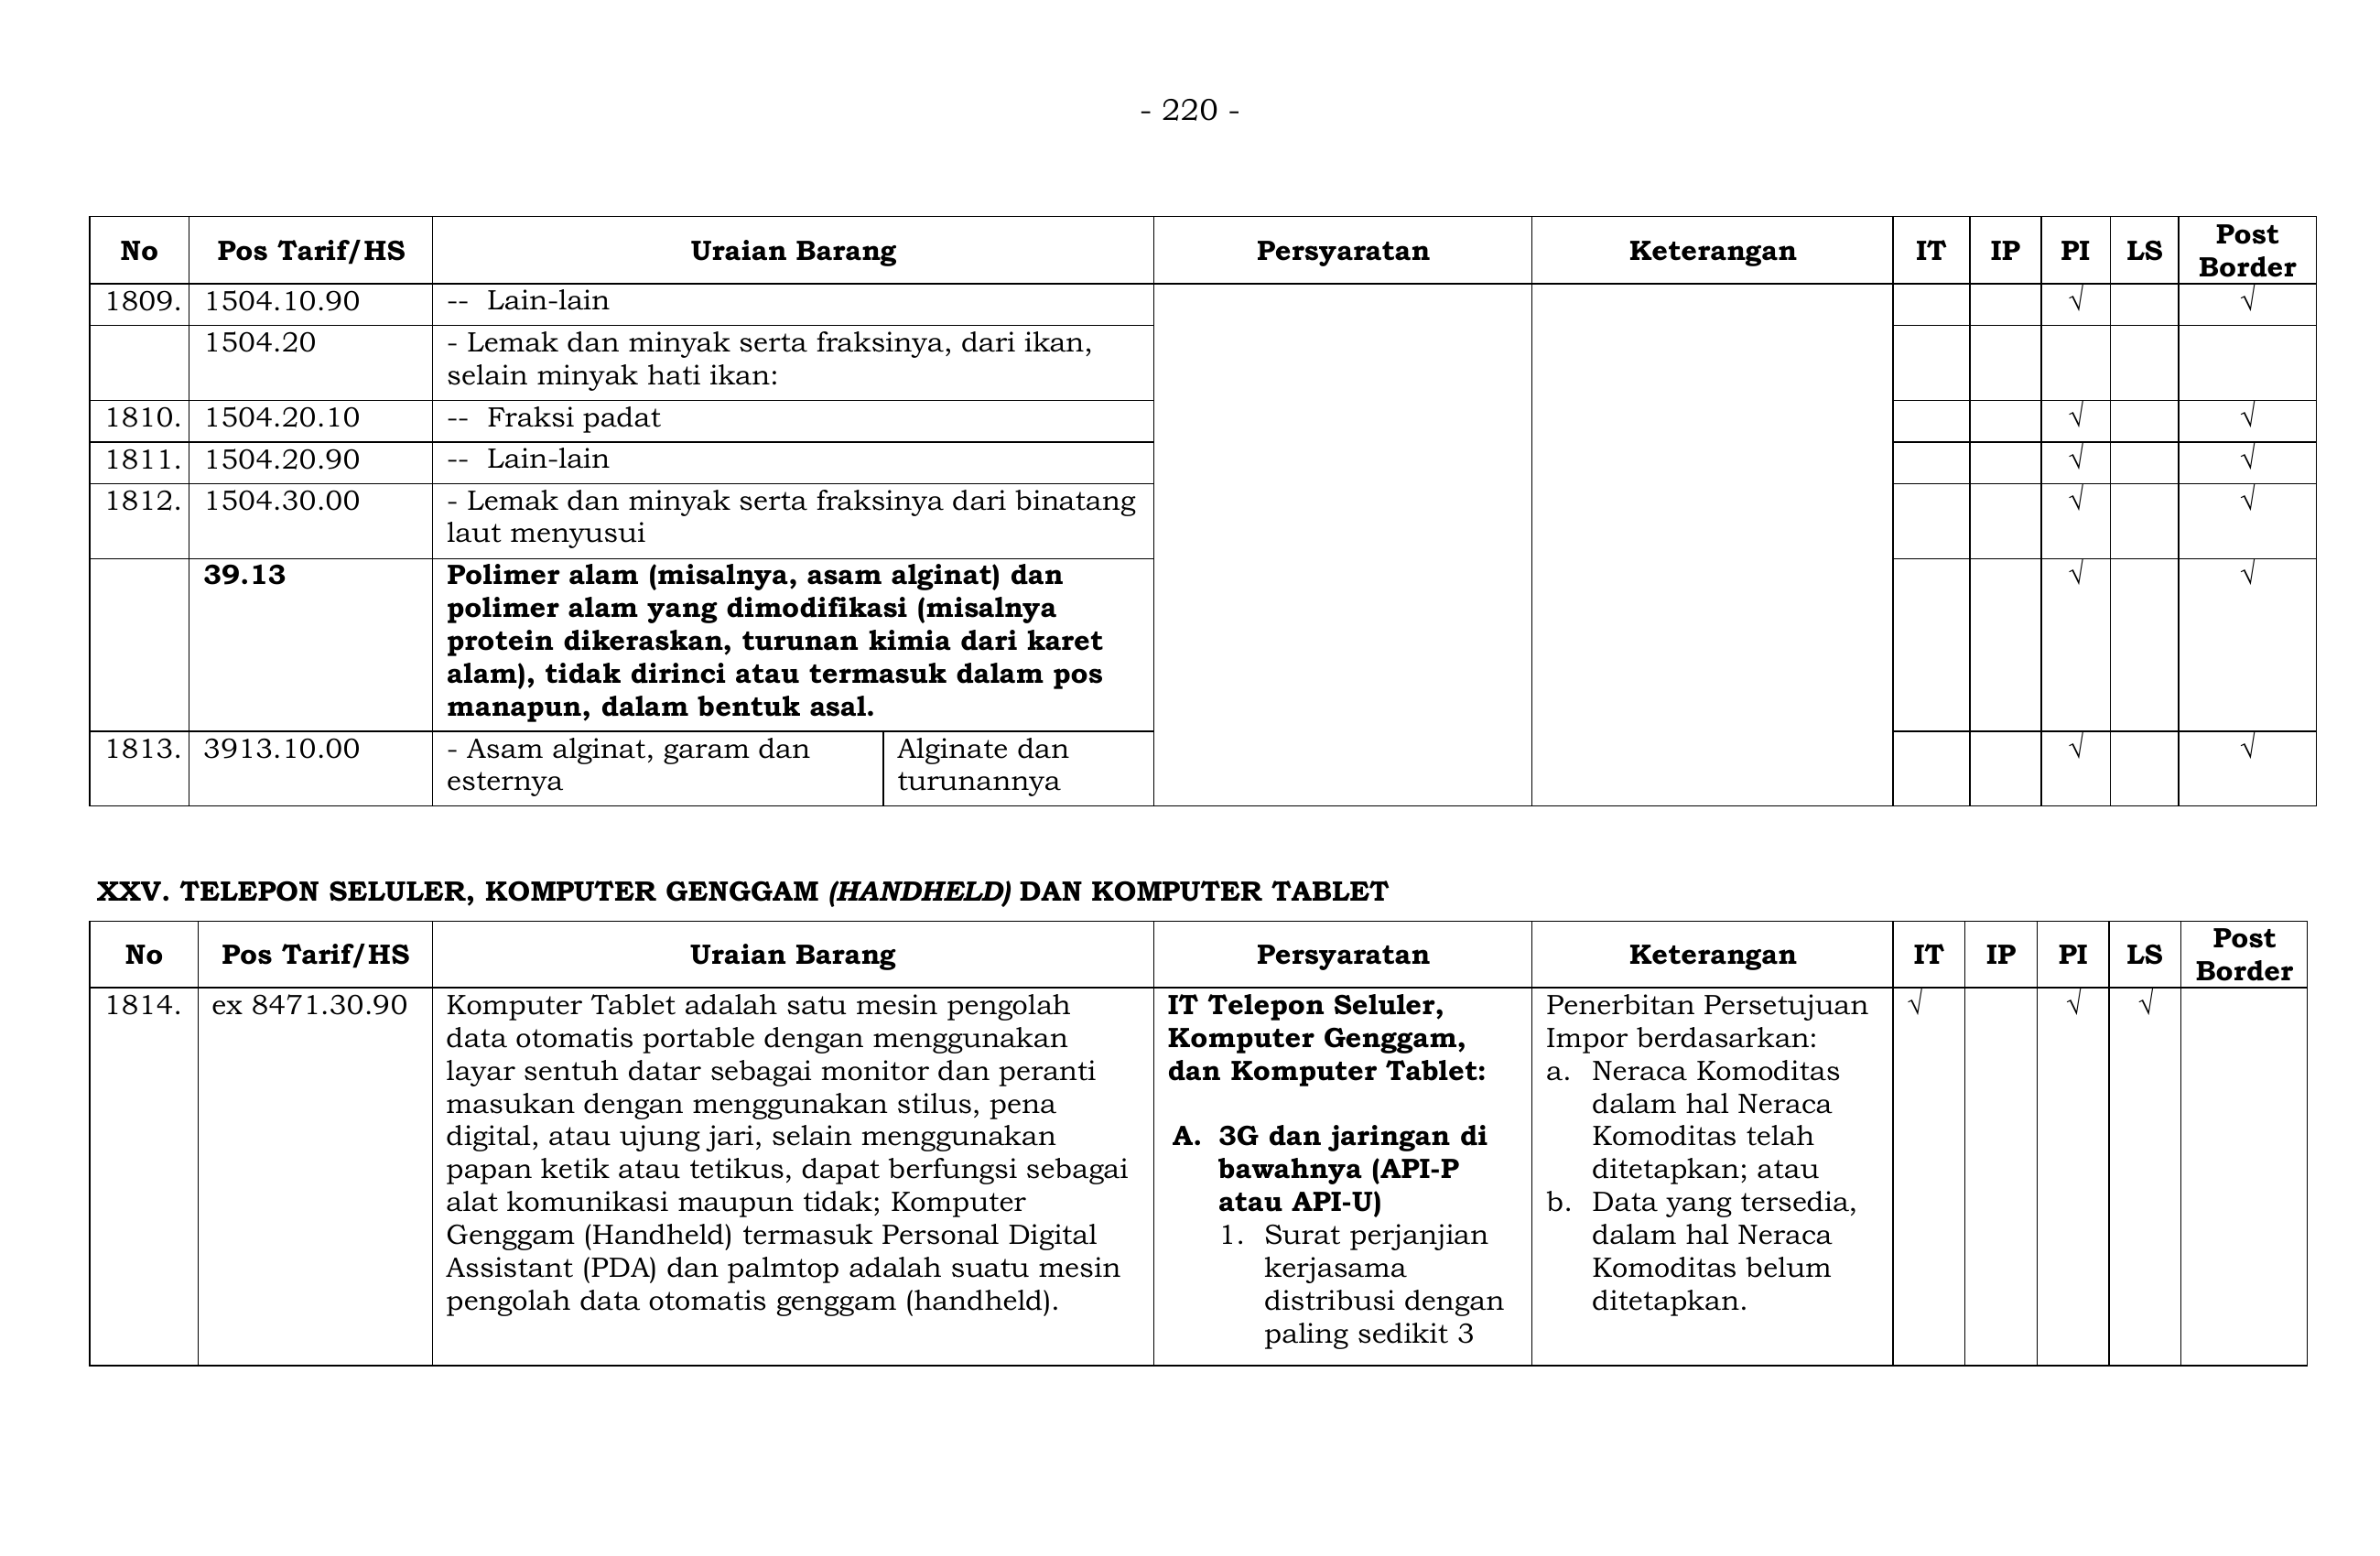 - 220 -
No Pos Tarif/HS Uraian Barang Persyaratan Keterangan IT IP PI LS Post Border
1809. 1504.10.90 -- Lain-lain √ √
1504.20 - Lemak dan minyak serta fraksinya, dari ikan,
selain minyak hati ikan:
1810. 1504.20.10 -- Fraksi padat √ √
1811. 1504.20.90 -- Lain-lain √ √
1812. 1504.30.00 - Lemak dan minyak serta fraksinya dari binatang √ √
laut menyusui
39.13 Polimer alam (misalnya, asam alginat) dan √ √
polimer alam yang dimodifikasi (misalnya
protein dikeraskan, turunan kimia dari karet
alam), tidak dirinci atau termasuk dalam pos
manapun, dalam bentuk asal.
1813. 3913.10.00 - Asam alginat, garam dan Alginate dan √ √
esternya turunannya
XXV. TELEPON SELULER, KOMPUTER GENGGAM (HANDHELD) DAN KOMPUTER TABLET
No Pos Tarif/HS Uraian Barang Persyaratan Keterangan IT IP PI LS Post Border
1814. ex 8471.30.90
Komputer Tablet adalah satu mesin pengolah
data otomatis portable dengan menggunakan
layar sentuh datar sebagai monitor dan peranti
masukan dengan menggunakan stilus, pena
digital, atau ujung jari, selain menggunakan
papan ketik atau tetikus, dapat berfungsi sebagai
alat komunikasi maupun tidak; Komputer
Genggam (Handheld) termasuk Personal Digital
Assistant (PDA) dan palmtop adalah suatu mesin
pengolah data otomatis genggam (handheld).
IT Telepon Seluler,
Komputer Genggam,
dan Komputer Tablet:
A. 3G dan jaringan di
bawahnya (API-P
atau API-U)
1. Surat perjanjian
kerjasama
distribusi dengan
paling sedikit 3
Penerbitan Persetujuan
Impor berdasarkan:
a. Neraca Komoditas
dalam hal Neraca
Komoditas telah
ditetapkan; atau
b. Data yang tersedia,
dalam hal Neraca
Komoditas belum
ditetapkan.
√ √ √